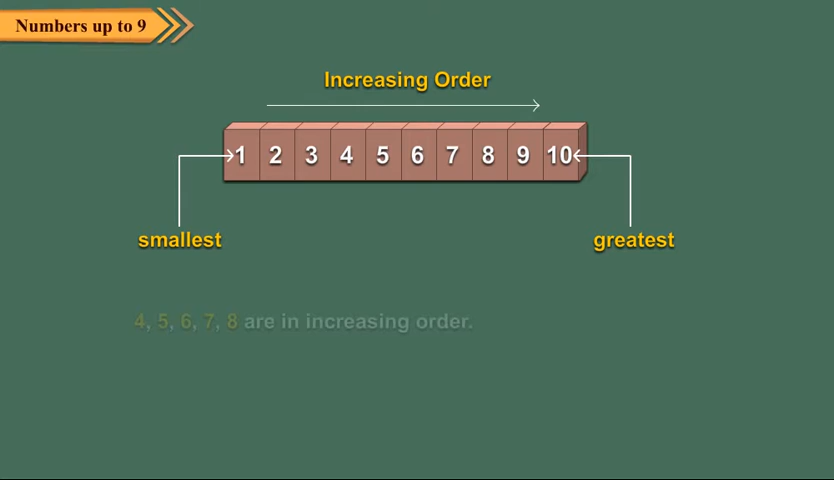 Numbers up to 9
Increasing Order
1 2 3 4 5 6 7 8 9 10
smallest
greatest
4, 5, 6, 7, 8 are in increasing order.